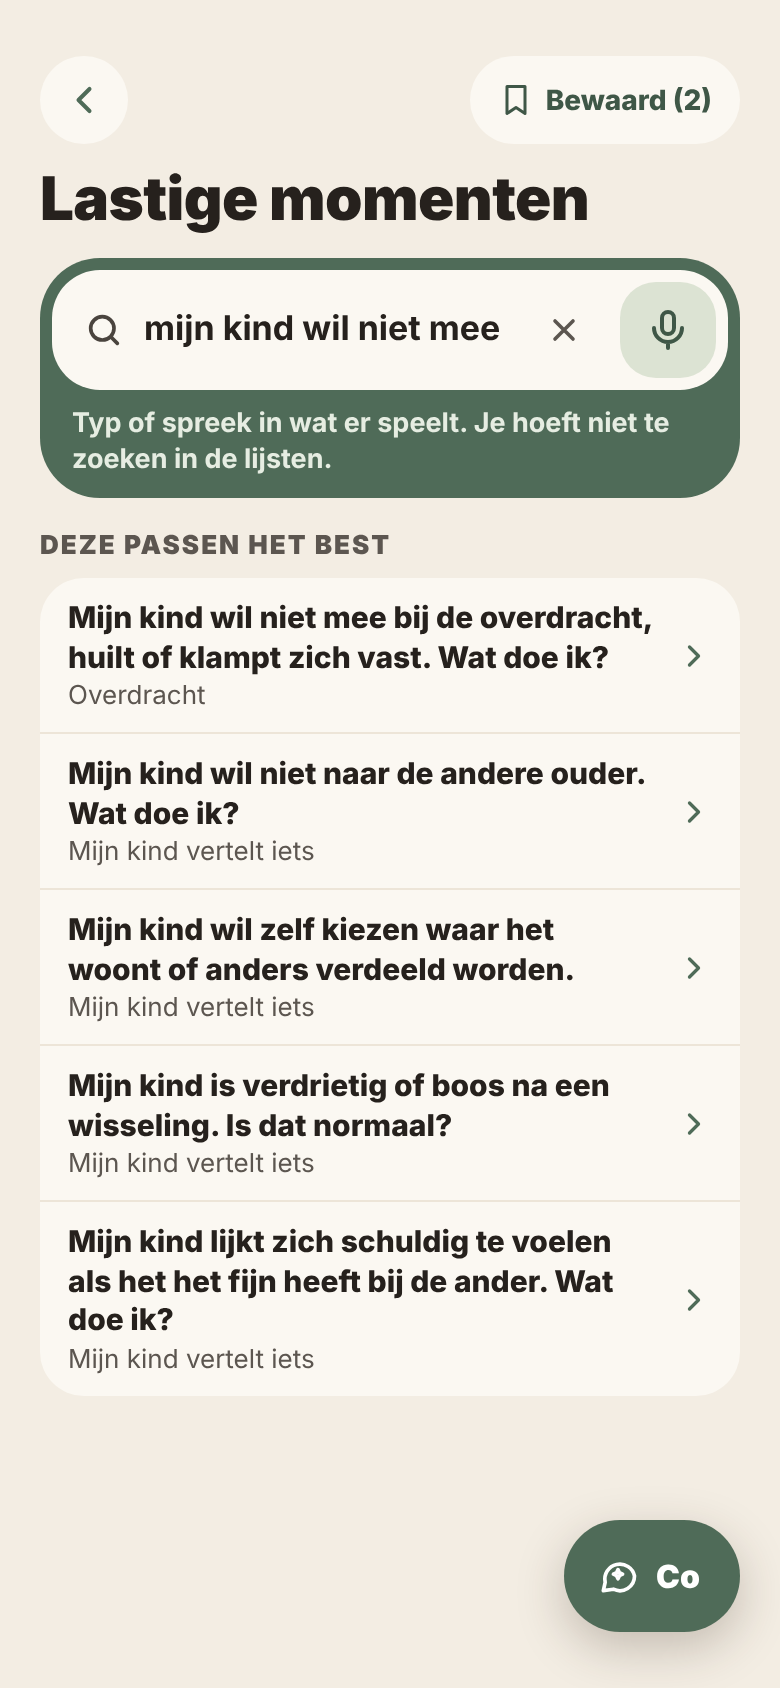 Bewaard (2)
Lastige momenten
mijn kind wil niet mee
Typ of spreek in wat er speelt. Je hoeft niet te
zoeken in de lijsten.
DEZE PASSEN HET BEST
Mijn kind wil niet mee bij de overdracht,
huilt of klampt zich vast. Wat doe ik?
Overdracht
Mijn kind wil niet naar de andere ouder.
Wat doe ik?
Mijn kind vertelt iets
Mijn kind wil zelf kiezen waar het
woont of anders verdeeld worden.
Mijn kind vertelt iets
Mijn kind is verdrietig of boos na een
wisseling. Is dat normaal?
Mijn kind vertelt iets
Mijn kind lijkt zich schuldig te voelen
als het het fijn heeft bij de ander. Wat
doe ik?
Mijn kind vertelt iets
Co